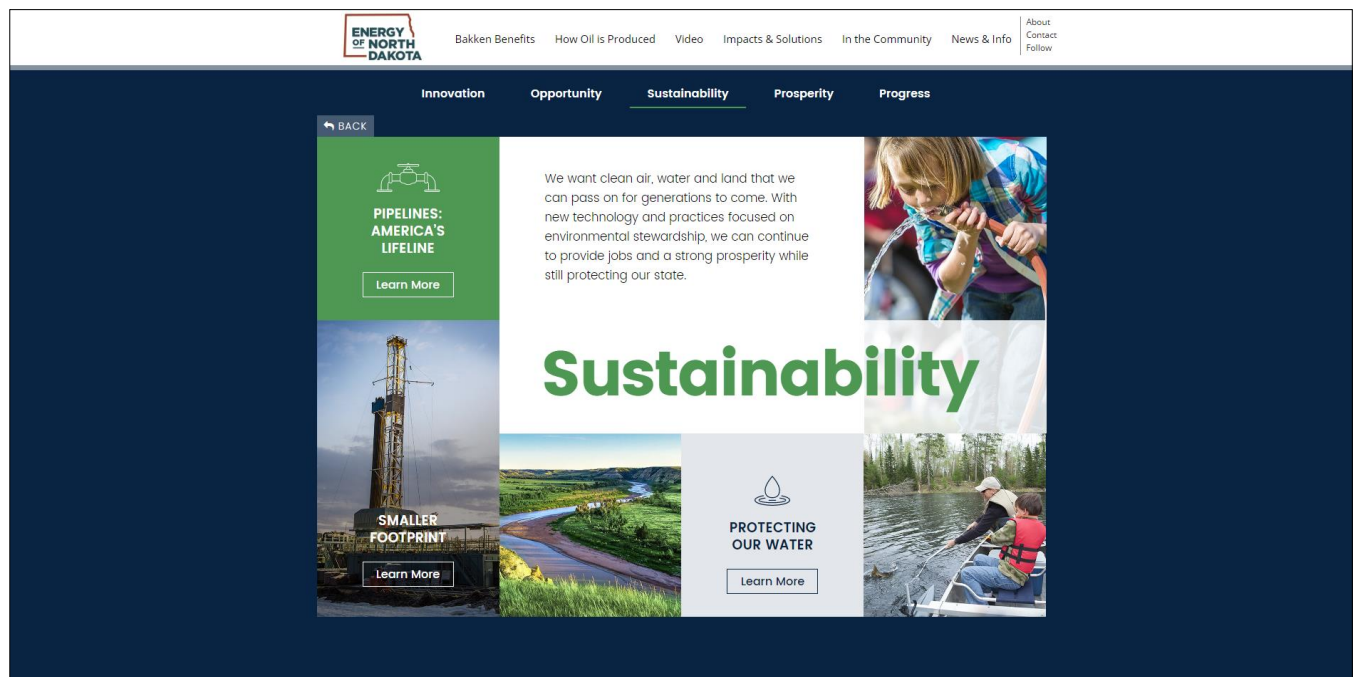 ENERGY
OF NORTH
DAKOTA
Bakken Benefits How Oil is Produced Video Impacts & Solutions In the Community News & Info
About
Contact
Follow
Innovation Opportunity Sustainability Prosperity Progress
BACK
PIPELINES:
AMERICA'S
LIFELINE
Learn More
We want clean air, water and land that we
can pass on for generations to come. With
new technology and practices focused on
environmental stewardship, we can continue
to provide jobs and a strong prosperity while
still protecting our state.
Sustainability
SMALLER
FOOTPRINT
Learn More
PROTECTING
OUR WATER
Learn More